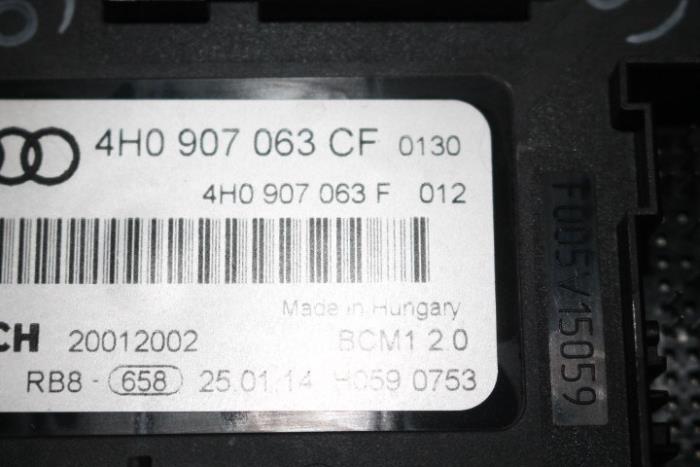 4H0 907 063 CF 0130
4H0 907 063 F 012
Made in Hungary
CH 20012002 BCM1 2.0
RB8 - 658 25.01.14 H059 0753
F005V15059